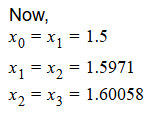 Now,
x₀ = x₁ = 1.5
x₁ = x₂ = 1.5971
x₂ = x₃ = 1.60058